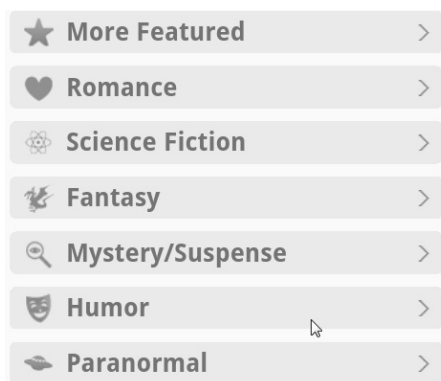 More Featured
Romance
Science Fiction
Fantasy
Mystery/Suspense
Humor
Paranormal